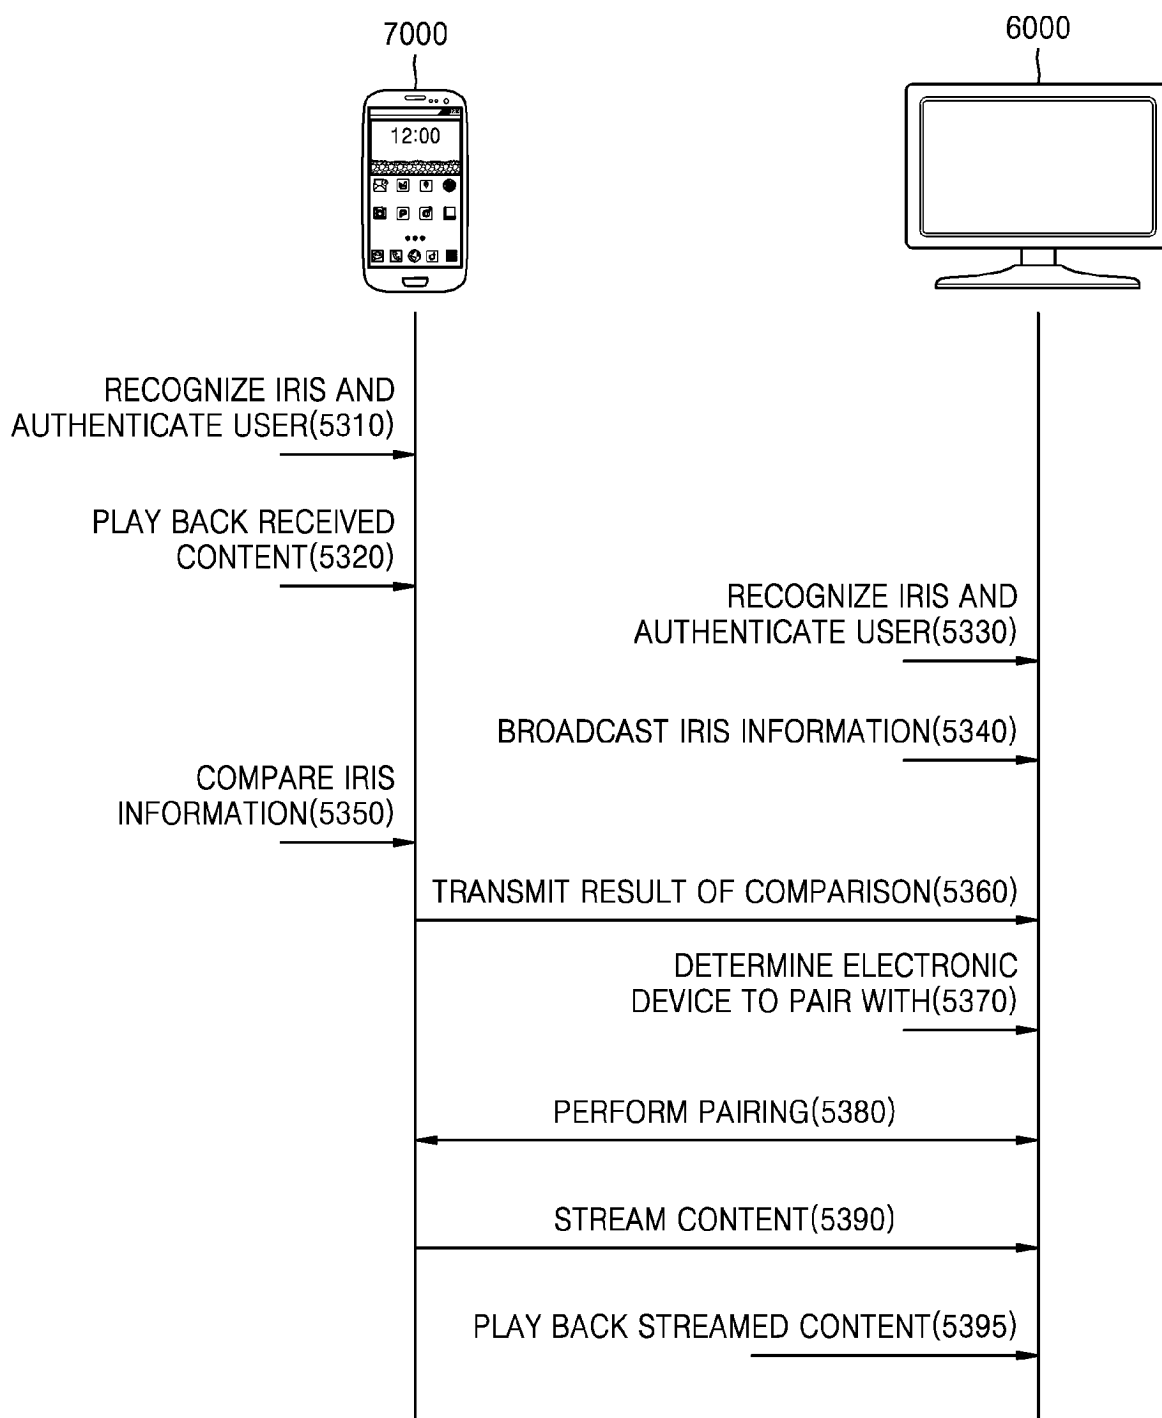 7000
6000
12:00
RECOGNIZE IRIS AND
AUTHENTICATE USER(5310)
PLAY BACK RECEIVED
CONTENT(5320)
RECOGNIZE IRIS AND
AUTHENTICATE USER(5330)
BROADCAST IRIS INFORMATION(5340)
COMPARE IRIS
INFORMATION(5350)
TRANSMIT RESULT OF COMPARISON(5360)
DETERMINE ELECTRONIC
DEVICE TO PAIR WITH(5370)
PERFORM PAIRING(5380)
STREAM CONTENT(5390)
PLAY BACK STREAMED CONTENT(5395)